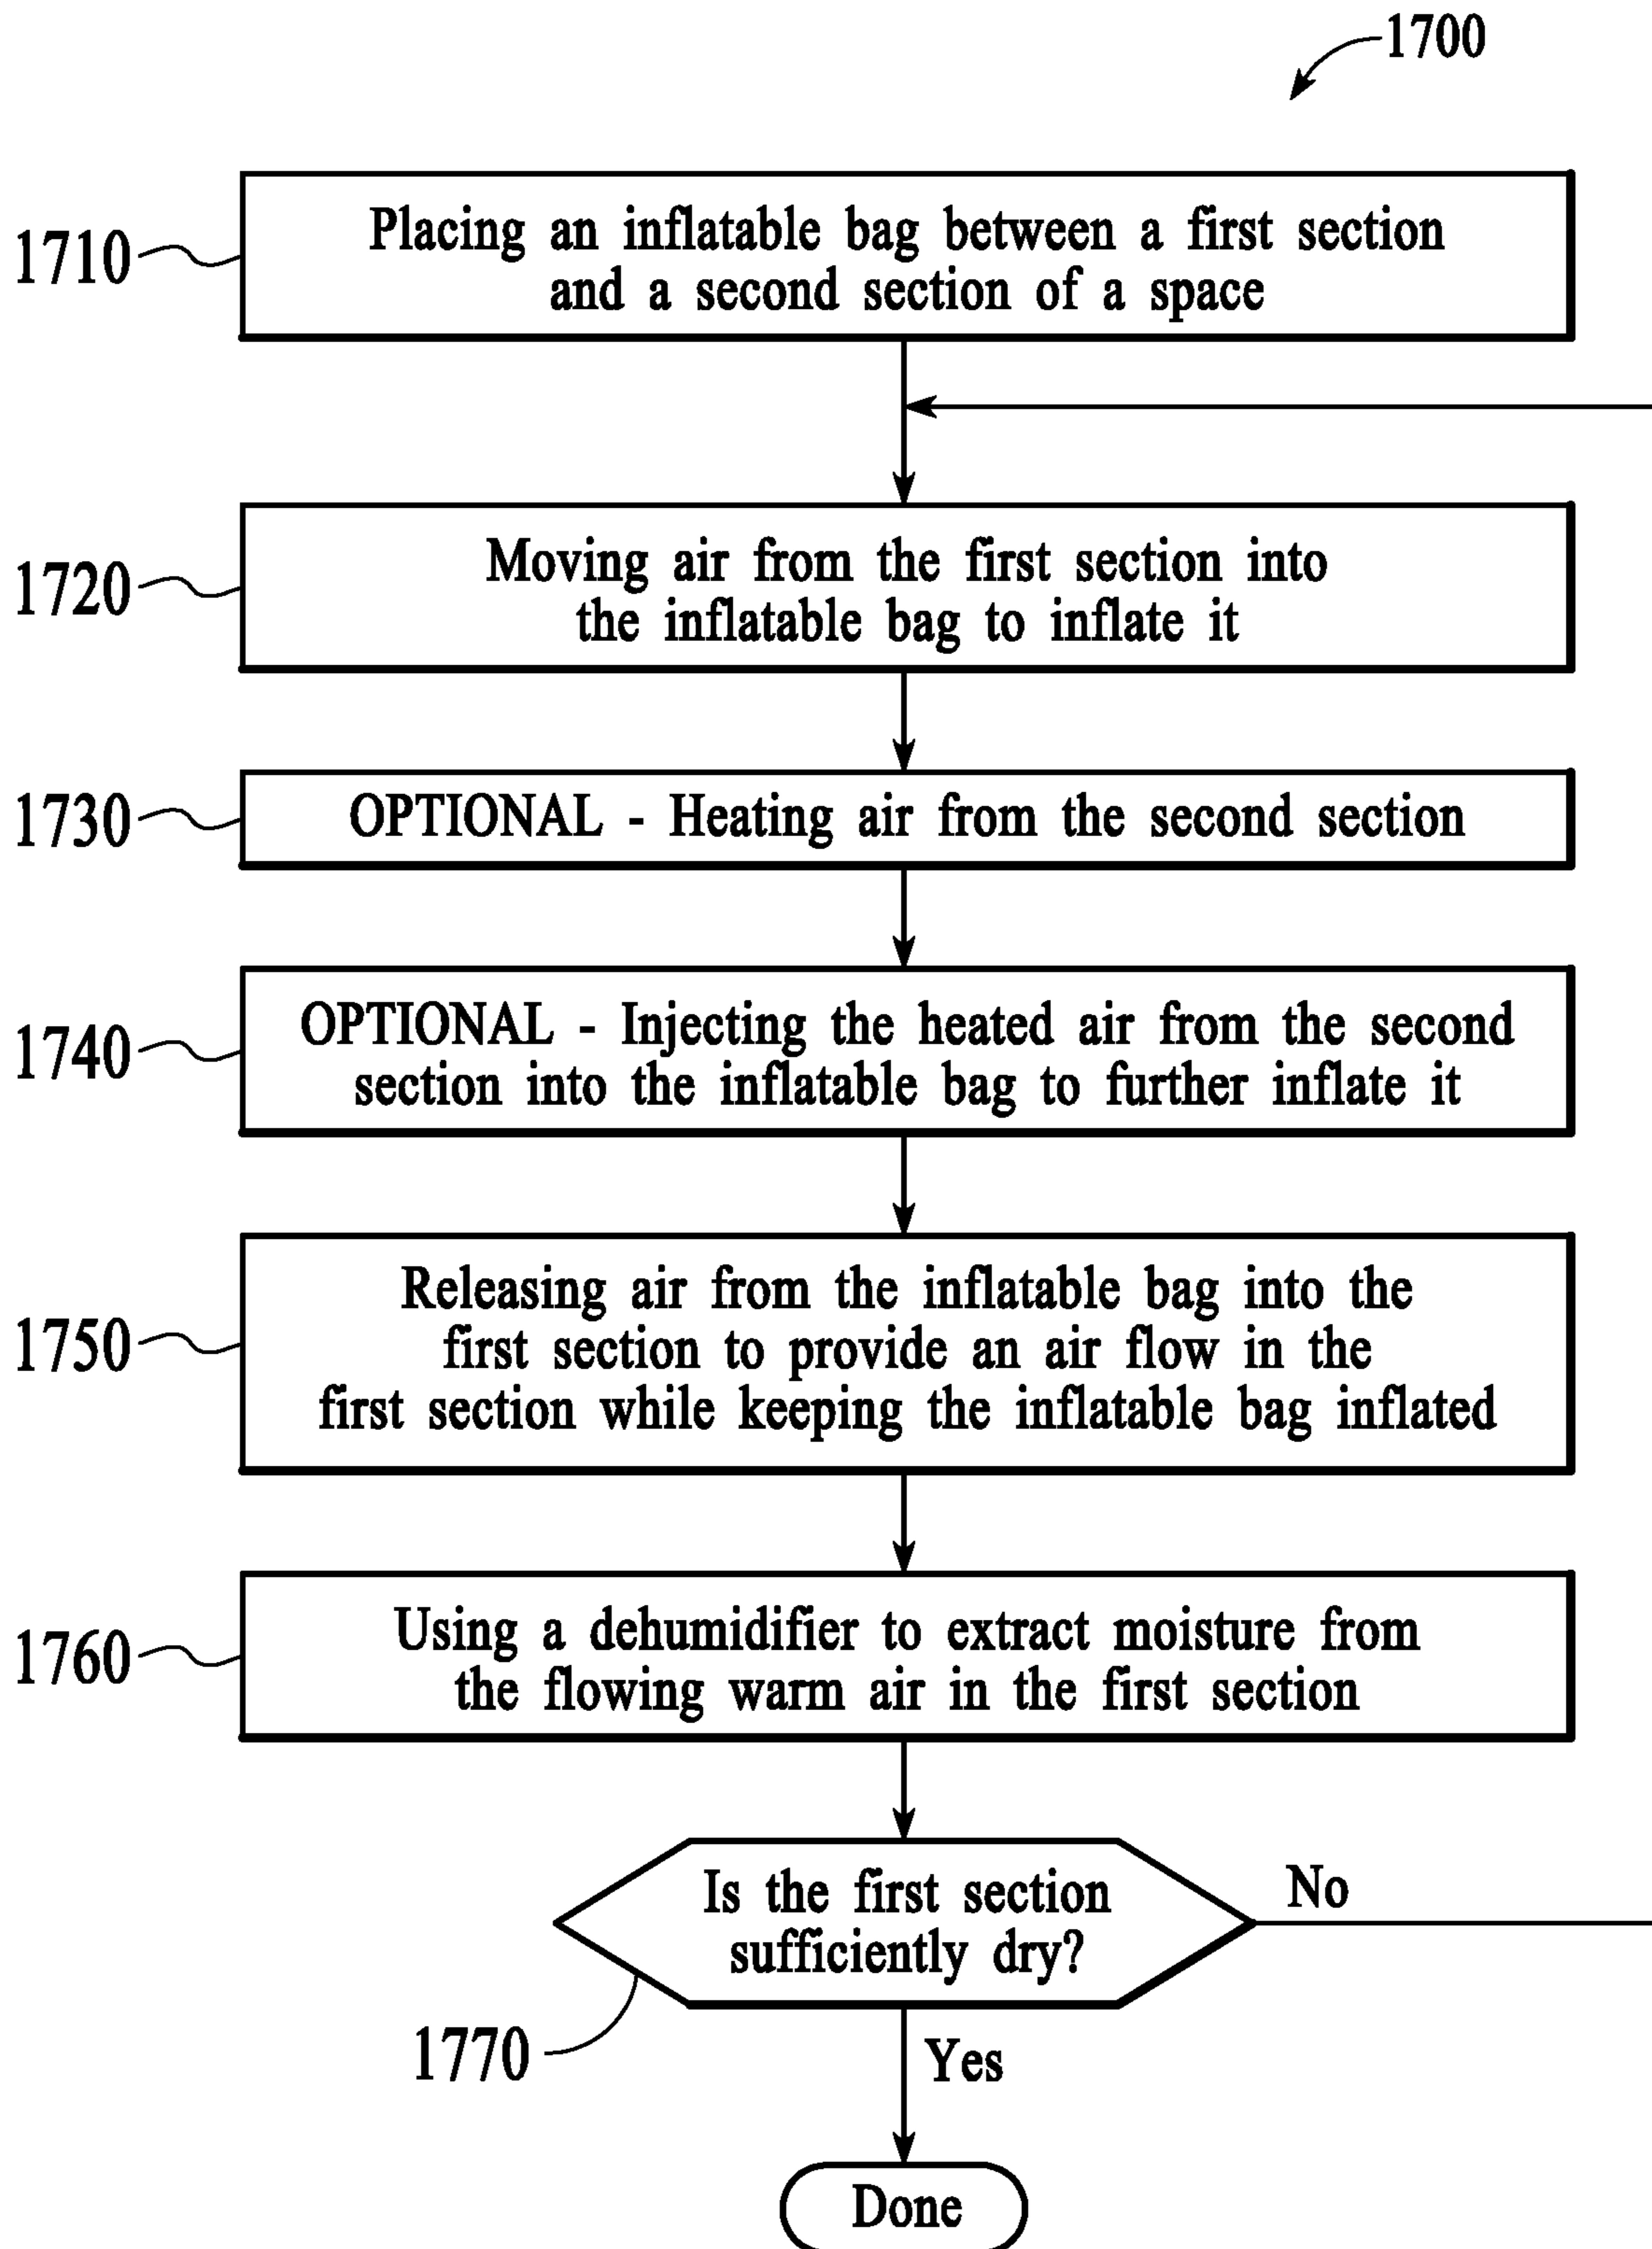 1700
1710
Placing an inflatable bag between a first section
and a second section of a space
1720
Moving air from the first section into
the inflatable bag to inflate it
1730
OPTIONAL - Heating air from the second section
1740
OPTIONAL - Injecting the heated air from the second
section into the inflatable bag to further inflate it
1750
Releasing air from the inflatable bag into the
first section to provide an air flow in the
first section while keeping the inflatable bag inflated
1760
Using a dehumidifier to extract moisture from
the flowing warm air in the first section
Is the first section
sufficiently dry?
No
1770
Yes
Done